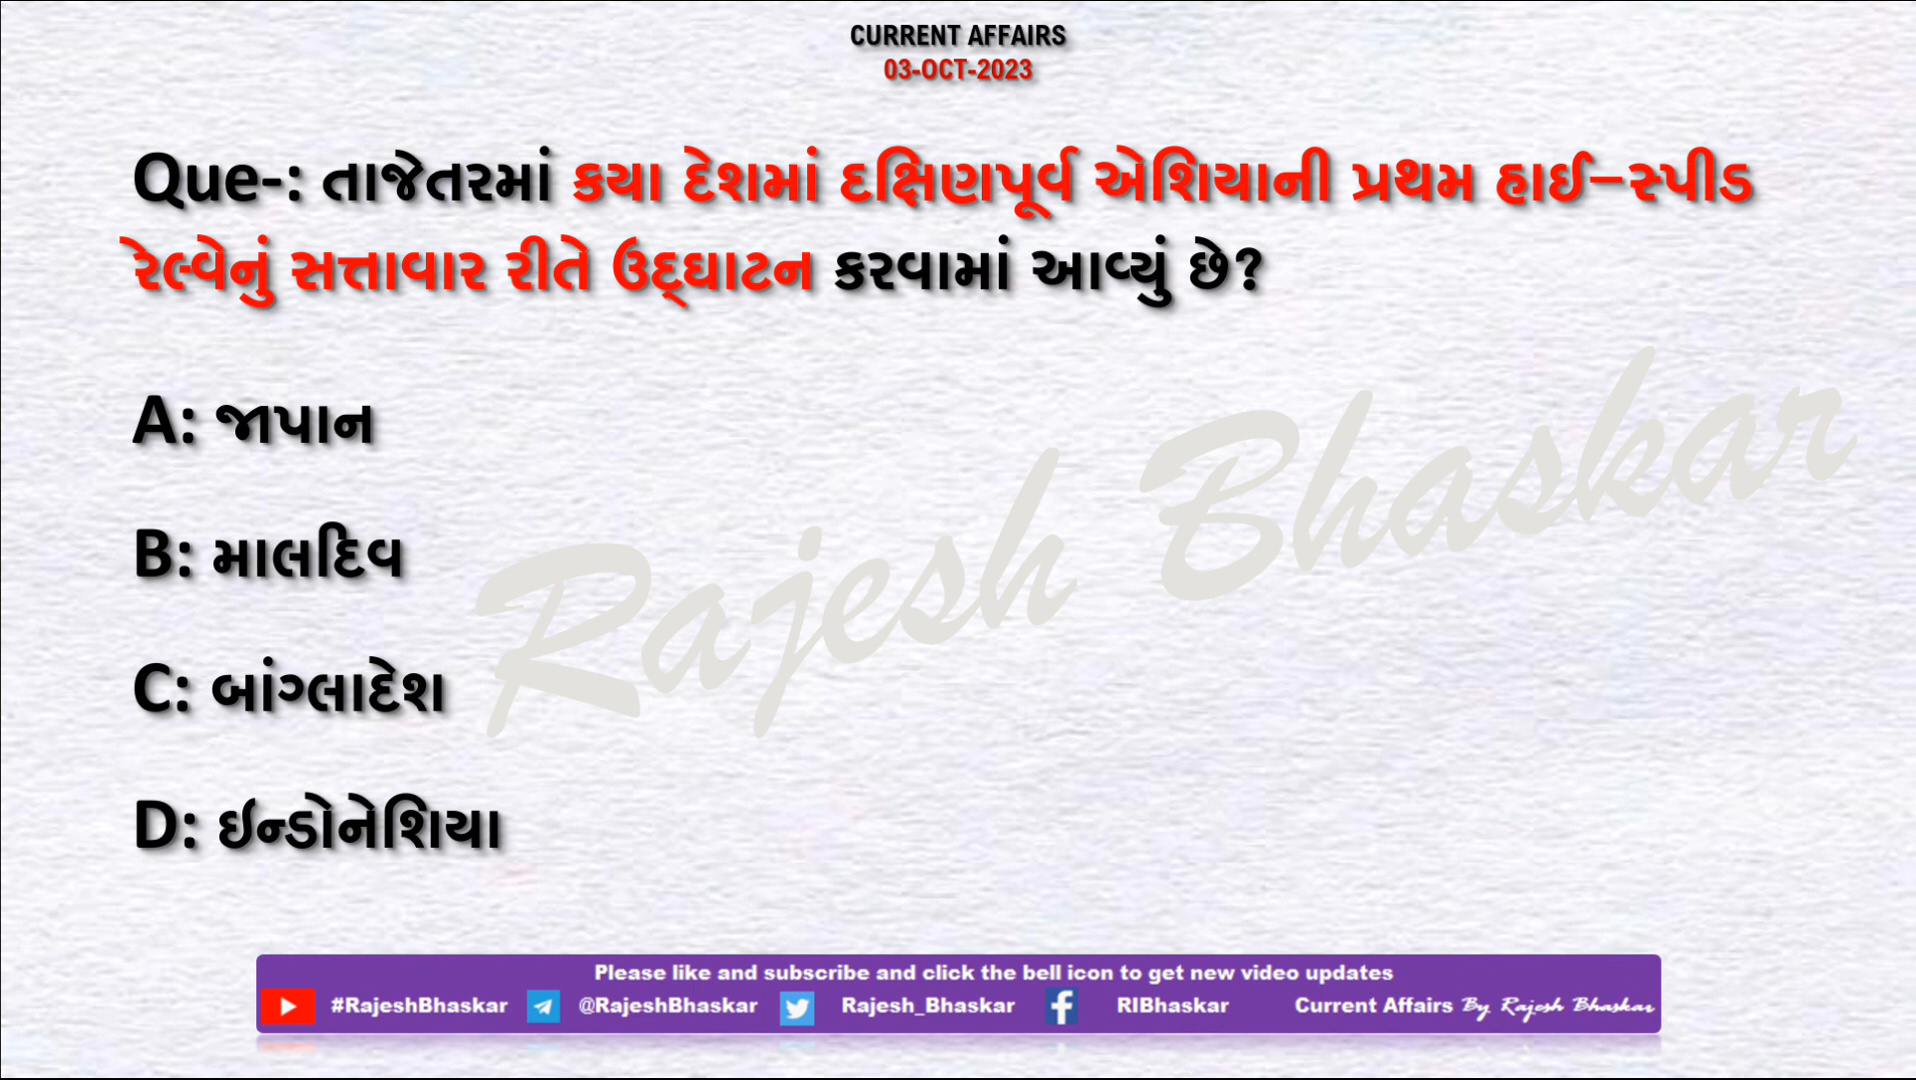 CURRENT AFFAIRS
03-OCT-2023
Que-: તાજેતરમાં કયા દેશમાં દક્ષિણપૂર્વ એશિયાની પ્રથમ હાઈ–સ્પીડ
રેલ્વેનું સત્તાવાર રીતે ઉદ્‌ઘાટન કરવામાં આવ્યું છે?
A: જાપાન
B: માલદિવ
C: બાંગ્લાદેશ
D: ઈન્ડોનેશિયા
Rajesh Bhaskar
Please like and subscribe and click the bell icon to get new video updates
#RajeshBhaskar @RajeshBhaskar Rajesh_Bhaskar RIBhaskar Current Affairs By Rajesh Bhaskar